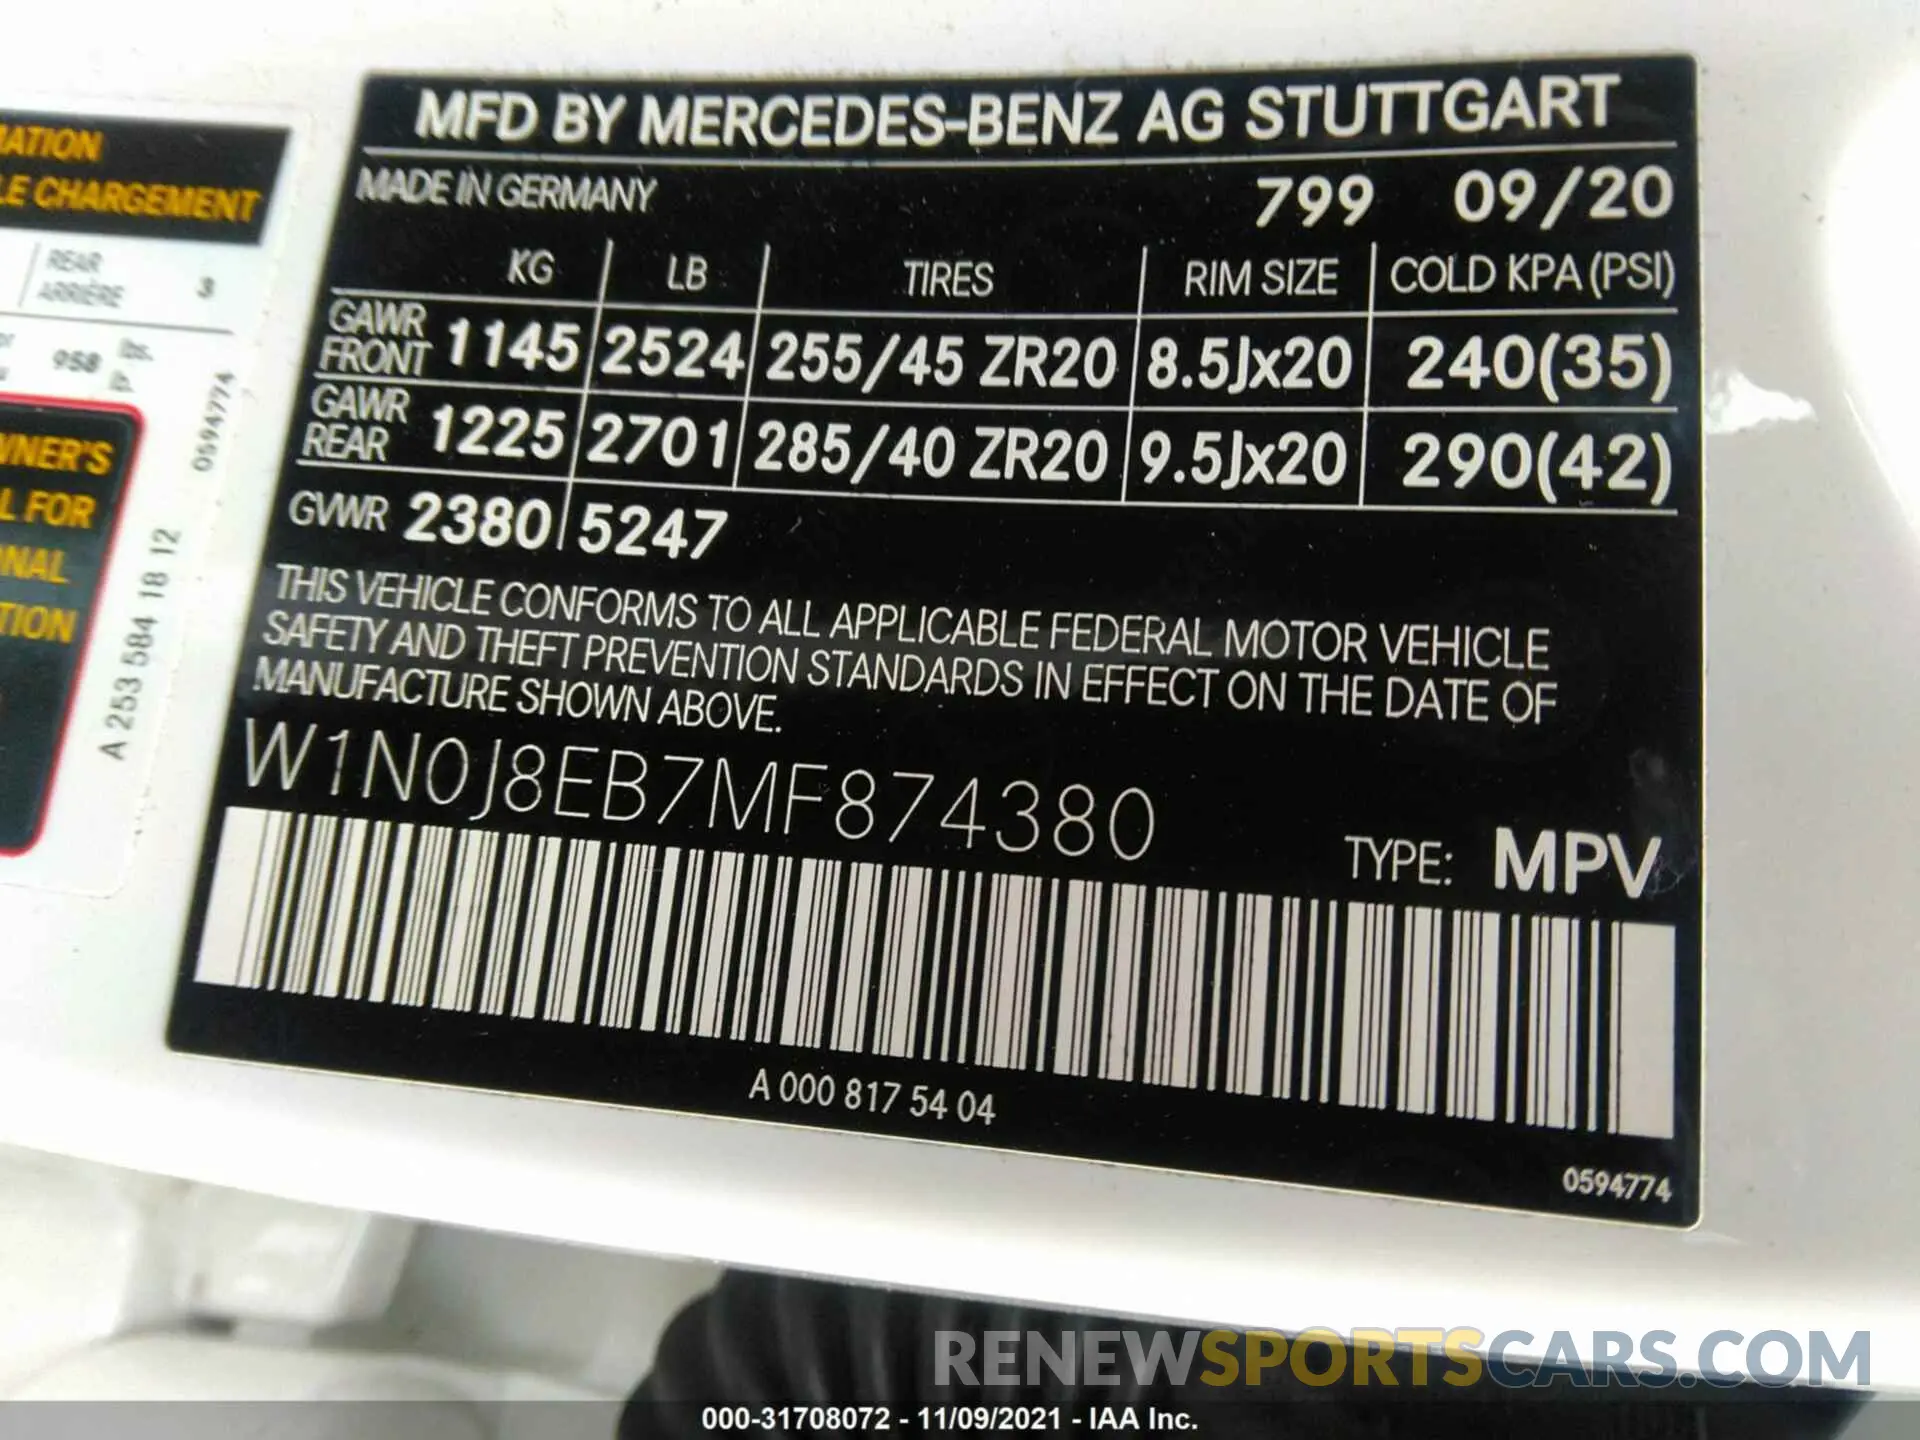 MFD BY MERCEDES-BENZ AG STUTTGART
MADE IN GERMANY 799 09/20
KG LB TIRES RIM SIZE COLD KPA (PSI)
GAWR FRONT 1145 2524 255/45 ZR20 8.5Jx20 240(35)
GAWR REAR 1225 2701 285/40 ZR20 9.5Jx20 290(42)
GVWR 2380 5247
THIS VEHICLE CONFORMS TO ALL APPLICABLE FEDERAL MOTOR VEHICLE
SAFETY AND THEFT PREVENTION STANDARDS IN EFFECT ON THE DATE OF
MANUFACTURE SHOWN ABOVE.
W1N0J8EB7MF874380
TYPE: MPV
A 000 817 54 04
0594774
MATION
LE CHARGEMENT
REAR
ARRIÈRE 3
958 lbs.
0594774
WNER'S
L FOR
NAL
TION
A 253 584 18 12
RENEWSPORTSCARS.COM
000-31708072 - 11/09/2021 - IAA Inc.